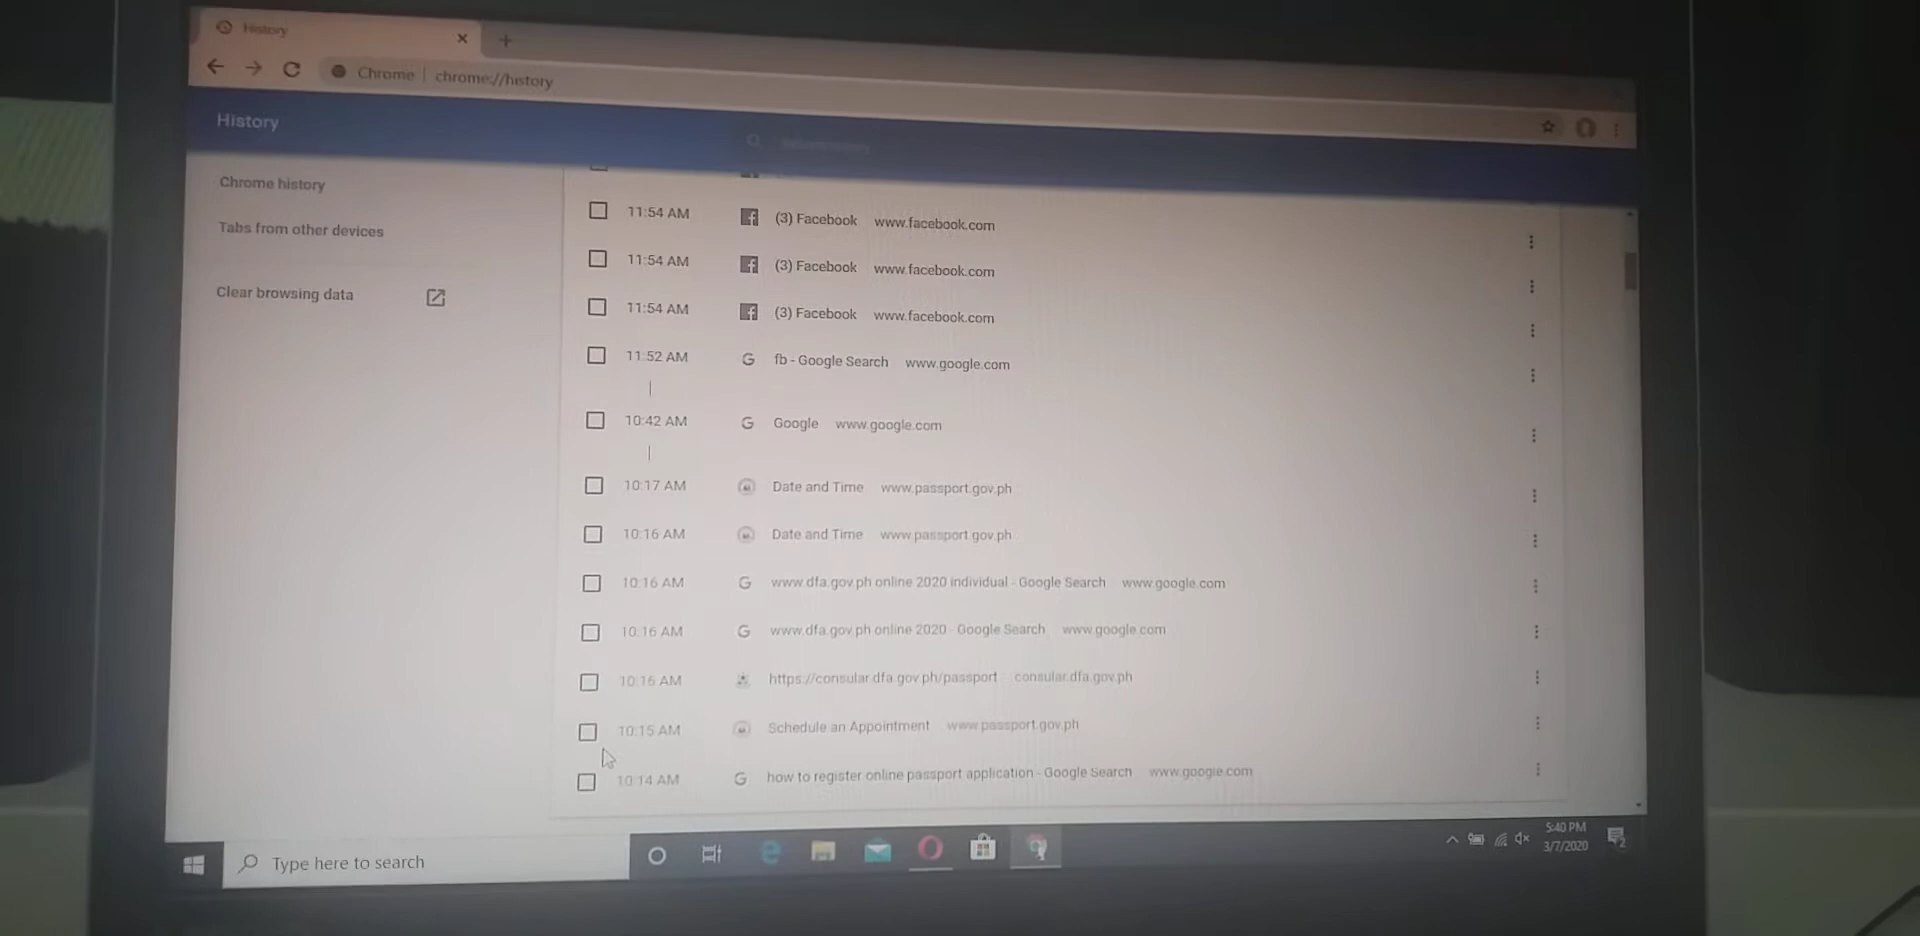 History
Chrome | chrome://history
History
Chrome history
Tabs from other devices
Clear browsing data
11:54 AM (3) Facebook www.facebook.com
11:54 AM (3) Facebook www.facebook.com
11:54 AM (3) Facebook www.facebook.com
11:52 AM fb - Google Search www.google.com
10:42 AM Google www.google.com
10:17 AM Date and Time www.passport.gov.ph
10:16 AM Date and Time www.passport.gov.ph
10:16 AM www.dfa.gov.ph online 2020 individual - Google Search www.google.com
10:16 AM www.dfa.gov.ph online 2020 - Google Search www.google.com
10:16 AM https://consular.dfa.gov.ph/passport consular.dfa.gov.ph
10:15 AM Schedule an Appointment www.passport.gov.ph
10:14 AM how to register online passport application - Google Search www.google.com
Type here to search
5:40 PM
3/7/2020
2